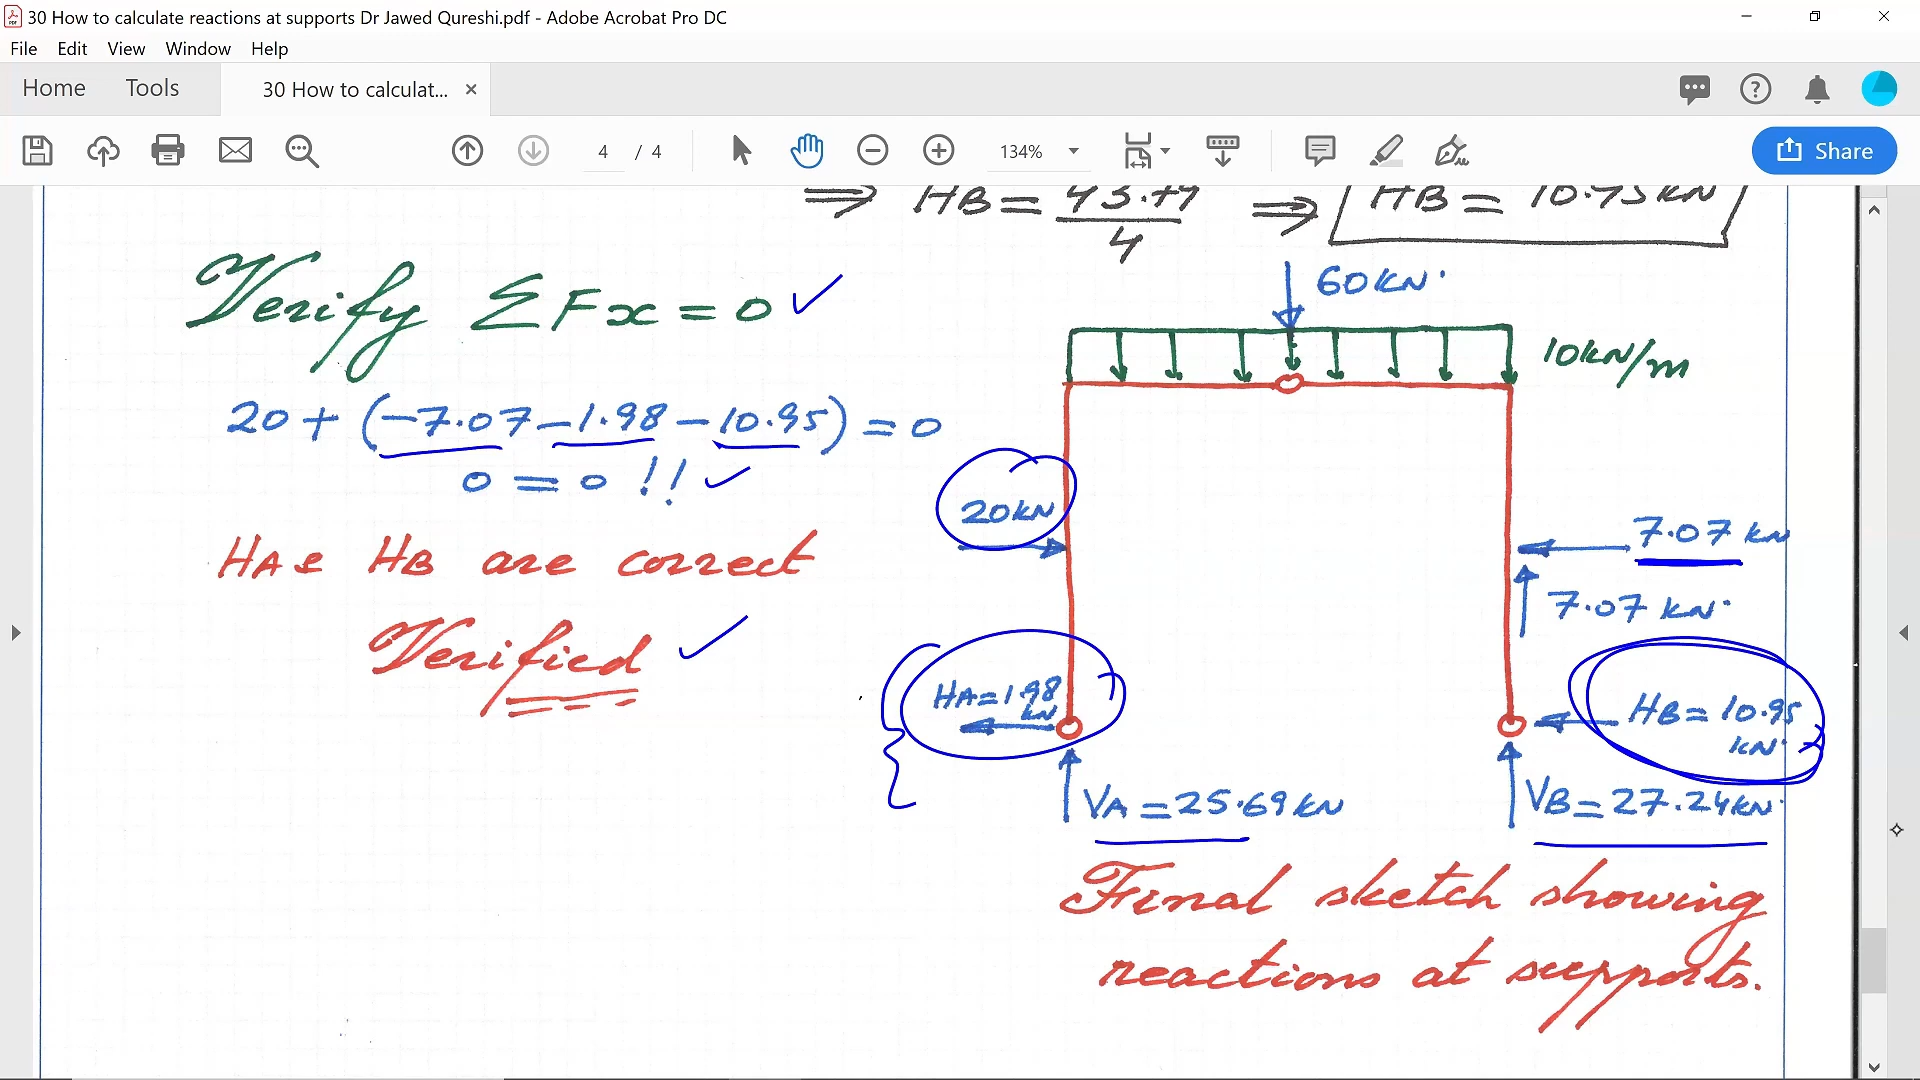 30 How to calculate reactions at supports Dr Jawed Qureshi.pdf - Adobe Acrobat Pro DC
File Edit View Window Help
Home Tools 30 How to calculat... ×
4 / 4 134% Share
⇒ HB = 43.79/4 ⇒ HB = 10.95 kN
Verify ΣFx = 0 ✓
60 kN
10 kN/m
20 + (-7.07 - 1.98 - 10.95) = 0
0 = 0 !! ✓
20 kN
HA & HB are correct
7.07 kN
7.07 kN
Verified ✓
HA = 1.98 kN
HB = 10.95 kN
VA = 25.69 kN
VB = 27.24 kN
Final sketch showing
reactions at supports.